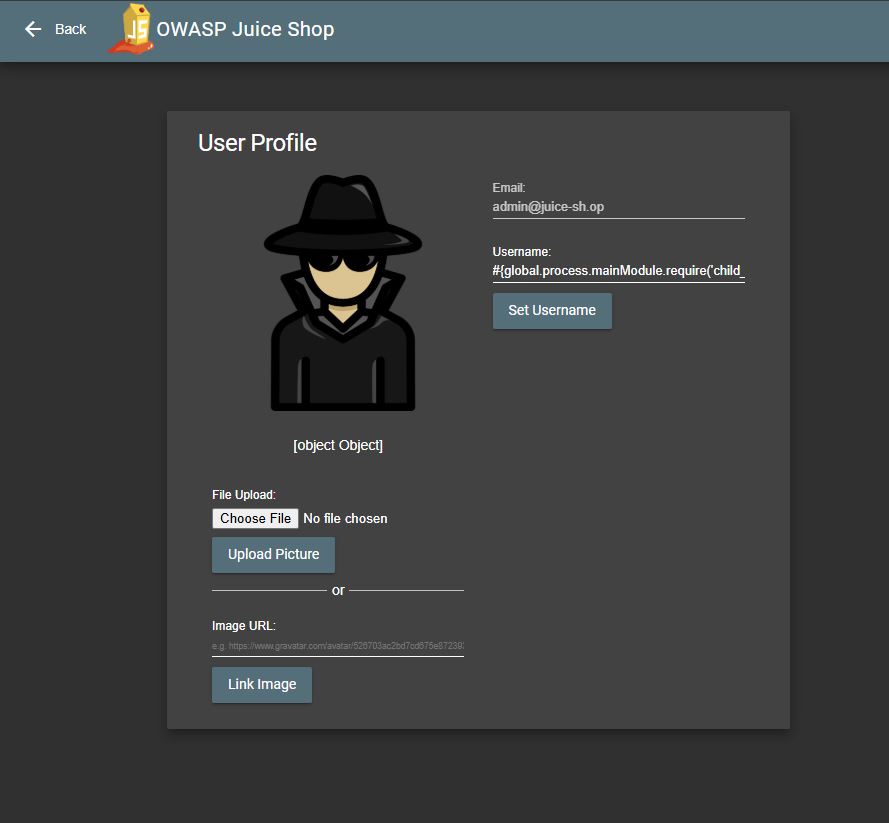 Back
JS OWASP Juice Shop
User Profile
Email:
admin@juice-sh.op
Username:
#{global.process.mainModule.require('child_
Set Username
[object Object]
File Upload:
Choose File No file chosen
Upload Picture
or
Image URL:
e.g. https://www.gravatar.com/avatar/526703ac2bd7cd675e872393
Link Image